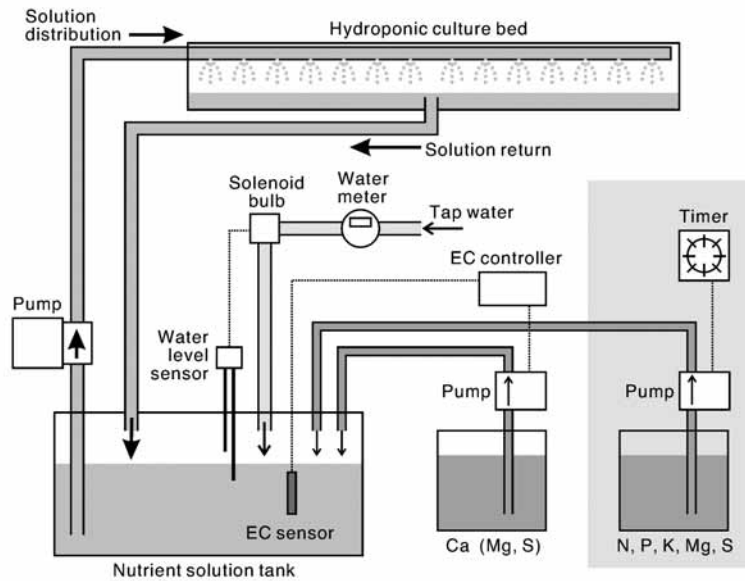 Solution
distribution
Hydroponic culture bed
Solution return
Solenoid
bulb
Water
meter
Tap water
Timer
EC controller
Pump
Water
level
sensor
Pump
Pump
EC sensor
Ca (Mg, S)
N, P, K, Mg, S
Nutrient solution tank